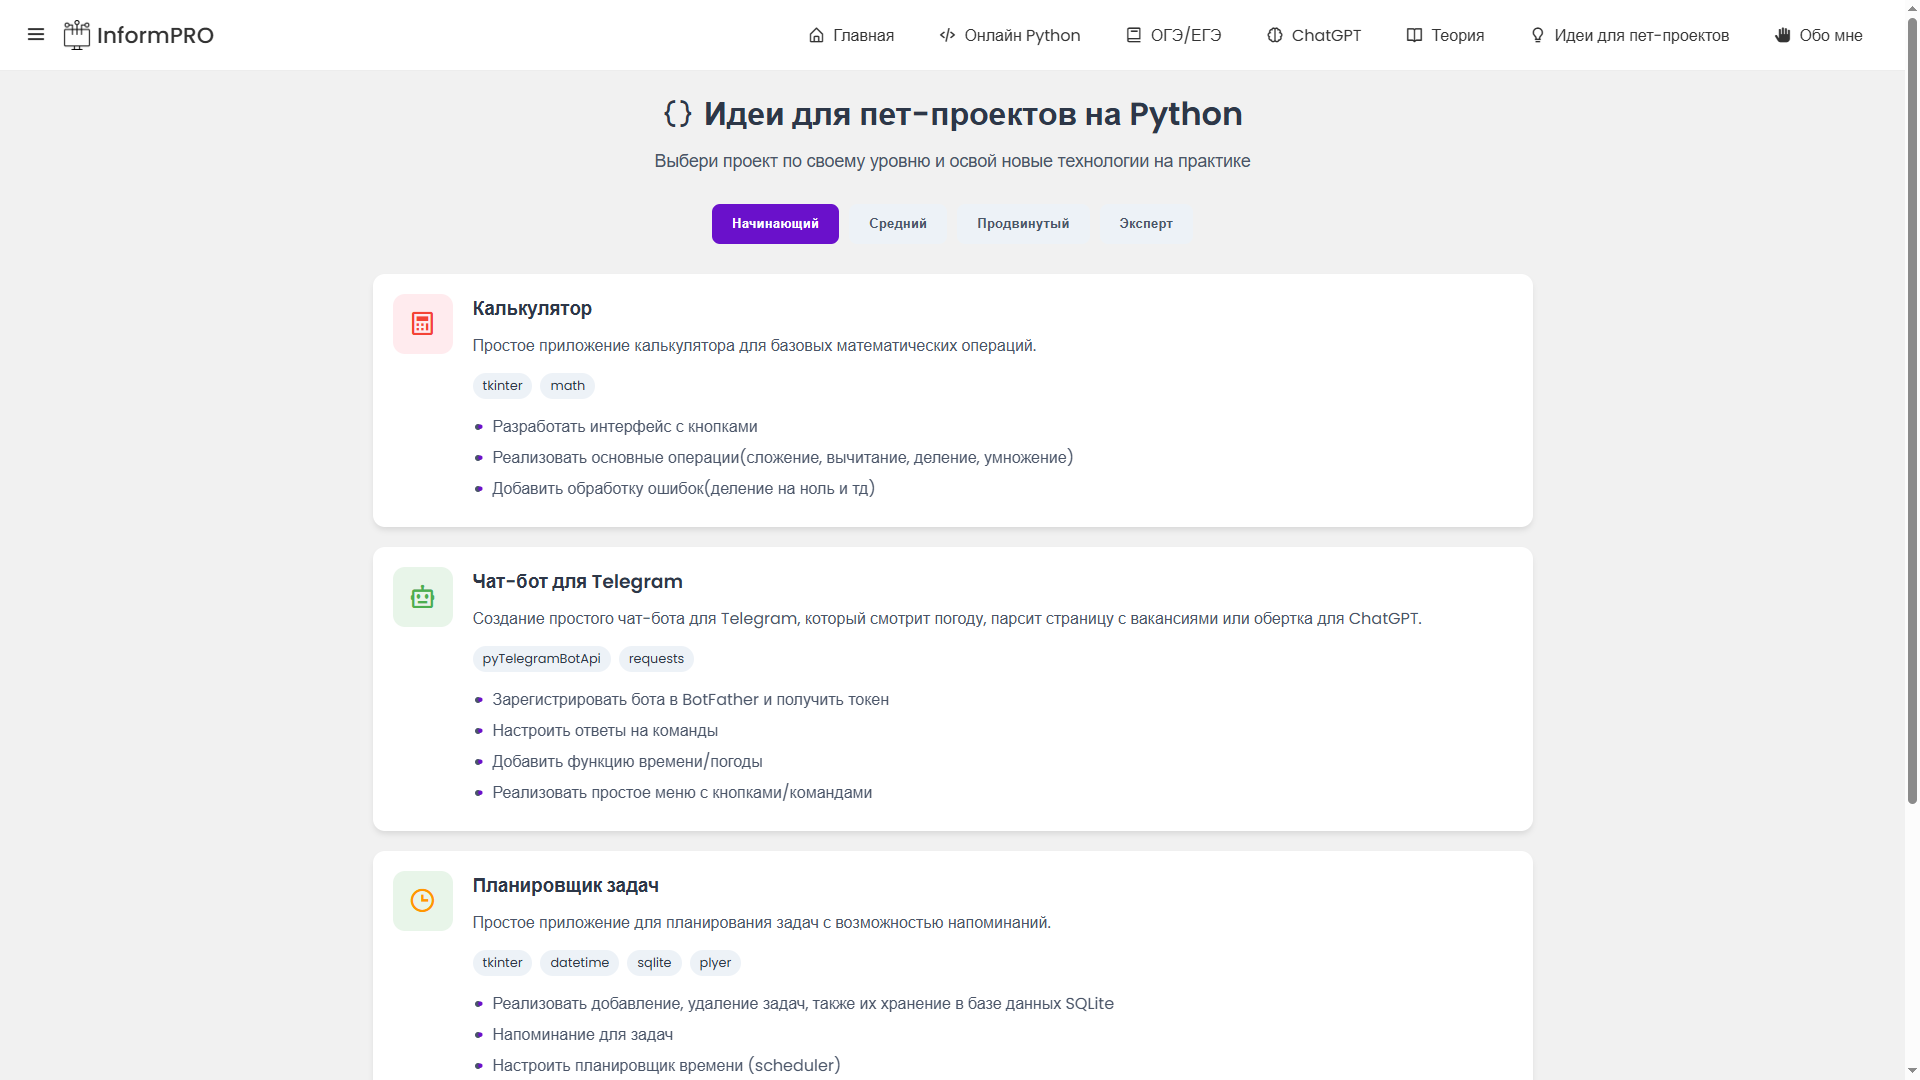 InformPRO
Главная
Онлайн Python
ОГЭ/ЕГЭ
ChatGPT
Теория
Идеи для пет-проектов
Обо мне
{} Идеи для пет-проектов на Python
Выбери проект по своему уровню и освой новые технологии на практике
Начинающий
Средний
Продвинутый
Эксперт
Калькулятор
Простое приложение калькулятора для базовых математических операций.
tkinter
math
Разработать интерфейс с кнопками
Реализовать основные операции(сложение, вычитание, деление, умножение)
Добавить обработку ошибок(деление на ноль и тд)
Чат-бот для Telegram
Создание простого чат-бота для Telegram, который смотрит погоду, парсит страницу с вакансиями или обертка для ChatGPT.
pyTelegramBotApi
requests
Зарегистрировать бота в BotFather и получить токен
Настроить ответы на команды
Добавить функцию времени/погоды
Реализовать простое меню с кнопками/командами
Планировщик задач
Простое приложение для планирования задач с возможностью напоминаний.
tkinter
datetime
sqlite
plyer
Реализовать добавление, удаление задач, также их хранение в базе данных SQLite
Напоминание для задач
Настроить планировщик времени (scheduler)